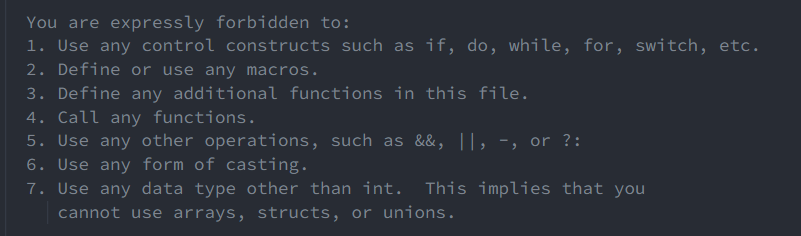 You are expressly forbidden to:
1. Use any control constructs such as if, do, while, for, switch, etc.
2. Define or use any macros.
3. Define any additional functions in this file.
4. Call any functions.
5. Use any other operations, such as &&, ||, -, or ?:
6. Use any form of casting.
7. Use any data type other than int.  This implies that you
   cannot use arrays, structs, or unions.